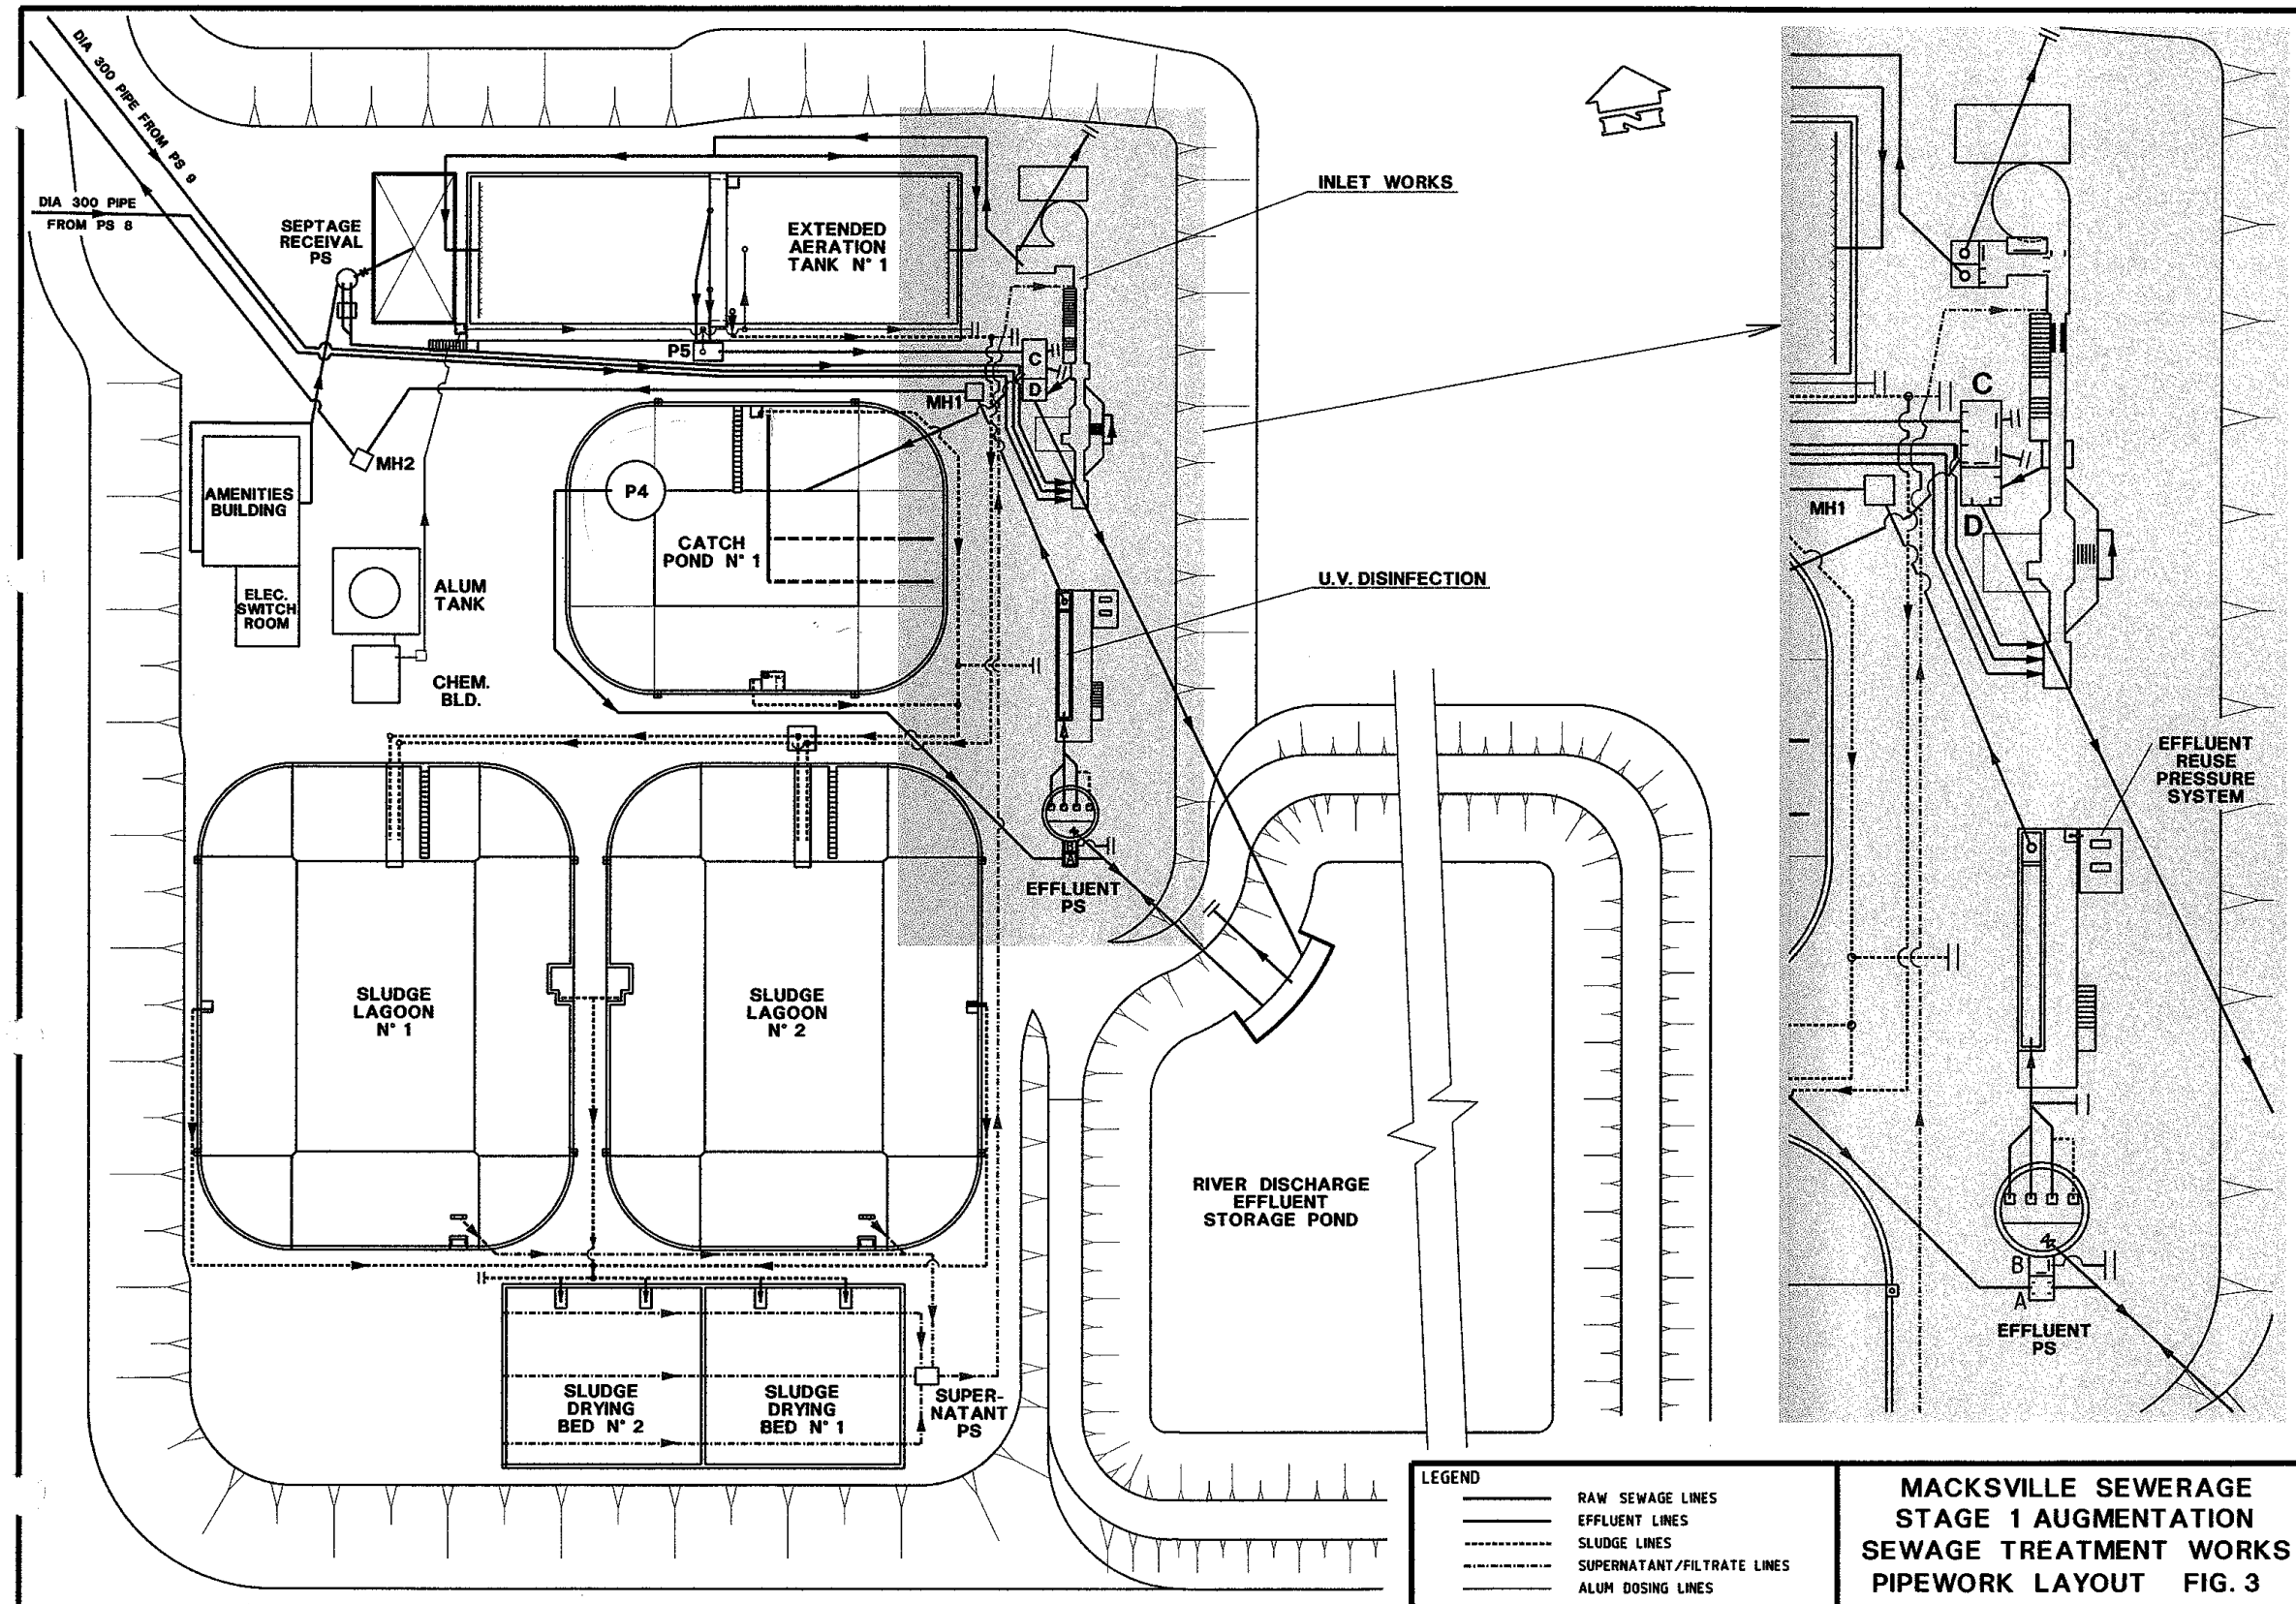 DIA 300 PIPE FROM PS 9
DIA 300 PIPE
FROM PS 8
SEPTAGE
RECEIVAL
PS
EXTENDED
AERATION
TANK N° 1
INLET WORKS
P5
C
D
MH1
MH2
AMENITIES
BUILDING
ELEC.
SWITCH
ROOM
ALUM
TANK
CHEM.
BLD.
P4
CATCH
POND N° 1
U.V. DISINFECTION
EFFLUENT
PS
SLUDGE
LAGOON
N° 1
SLUDGE
LAGOON
N° 2
RIVER DISCHARGE
EFFLUENT
STORAGE POND
SLUDGE
DRYING
BED N° 2
SLUDGE
DRYING
BED N° 1
SUPER-
NATANT
PS
C
D
MH1
EFFLUENT
REUSE
PRESSURE
SYSTEM
B
A
EFFLUENT
PS
LEGEND
RAW SEWAGE LINES
EFFLUENT LINES
SLUDGE LINES
SUPERNATANT/FILTRATE LINES
ALUM DOSING LINES
MACKSVILLE SEWERAGE
STAGE 1 AUGMENTATION
SEWAGE TREATMENT WORKS
PIPEWORK LAYOUT FIG. 3